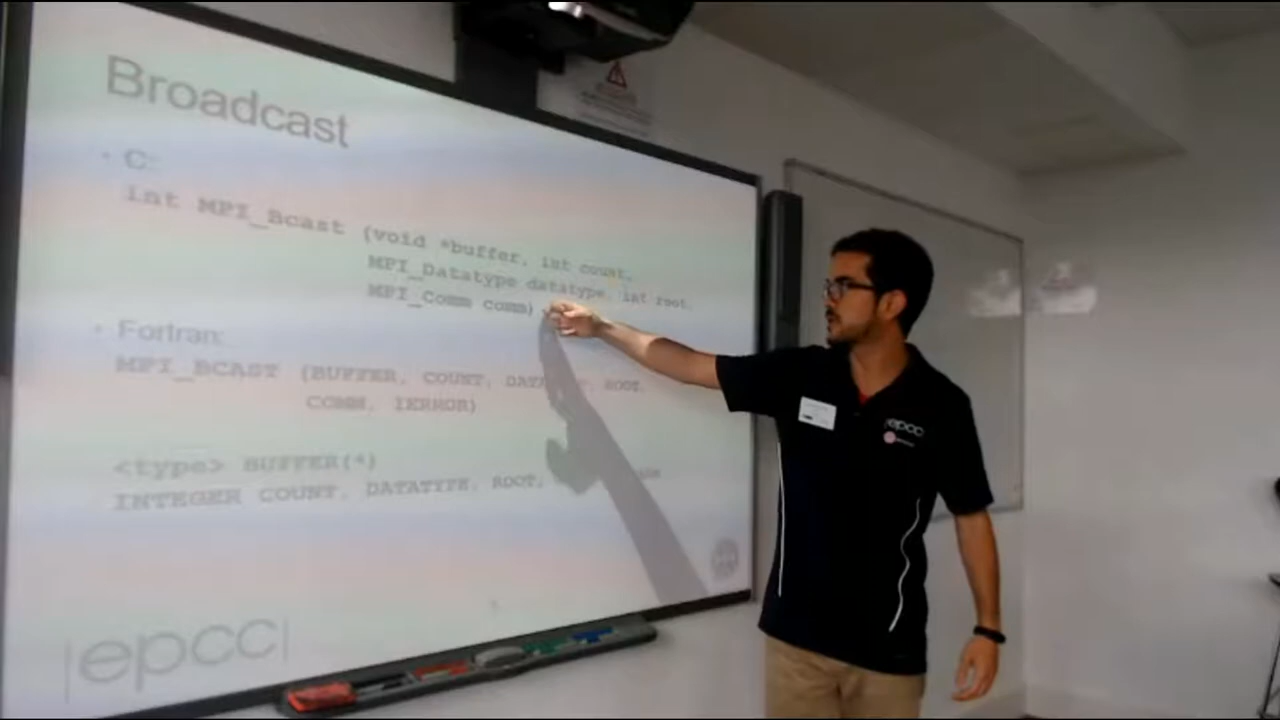 Broadcast
• C:
int MPI_Bcast (void *buffer, int count,
MPI_Datatype datatype, int root,
MPI_Comm comm)
• Fortran:
MPI_BCAST (BUFFER, COUNT, ROOT,
COMM, IERROR)
<type> BUFFER(*)
INTEGER COUNT, DATATYPE, ROOT,
|epcc|
|epcc|